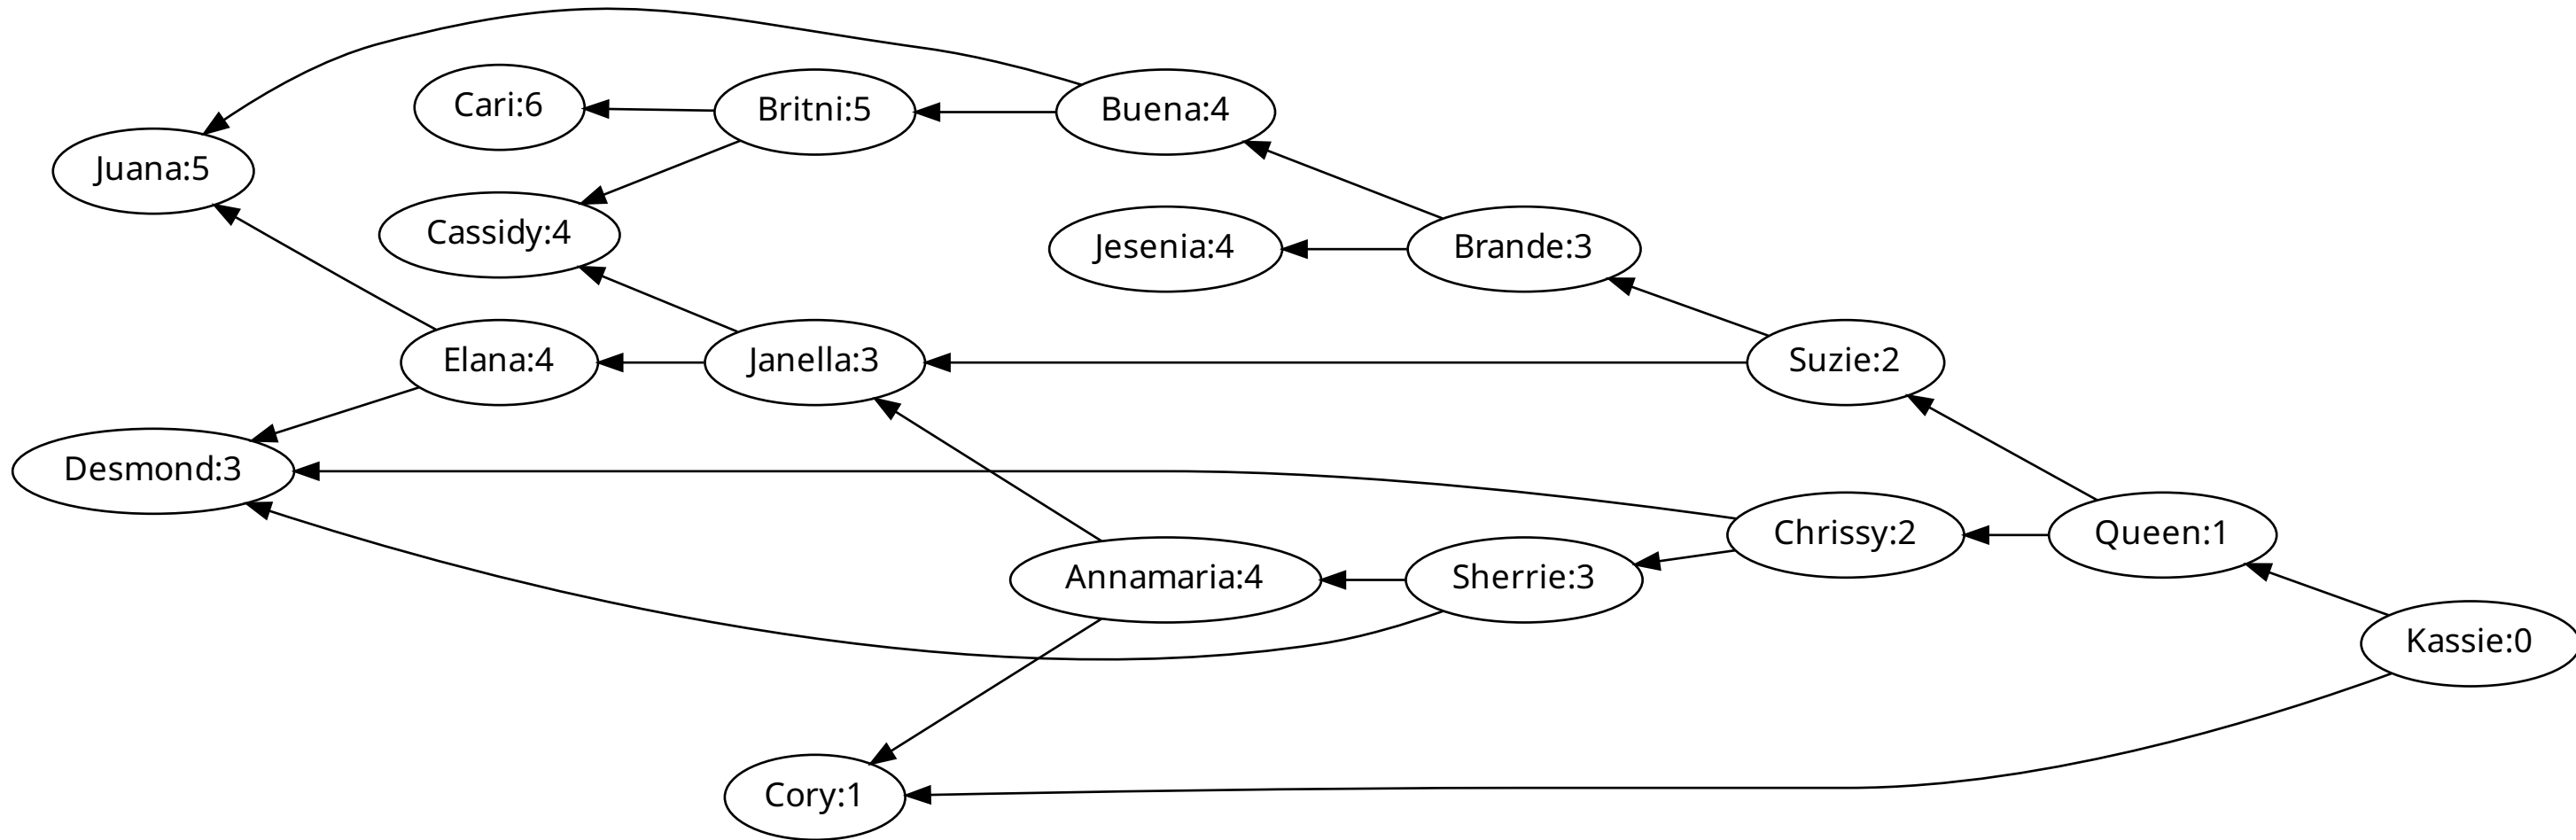 Cari:6
Britni:5
Buena:4
Juana:5
Cassidy:4
Jesenia:4
Brande:3
Elana:4
Janella:3
Suzie:2
Desmond:3
Chrissy:2
Queen:1
Annamaria:4
Sherrie:3
Kassie:0
Cory:1